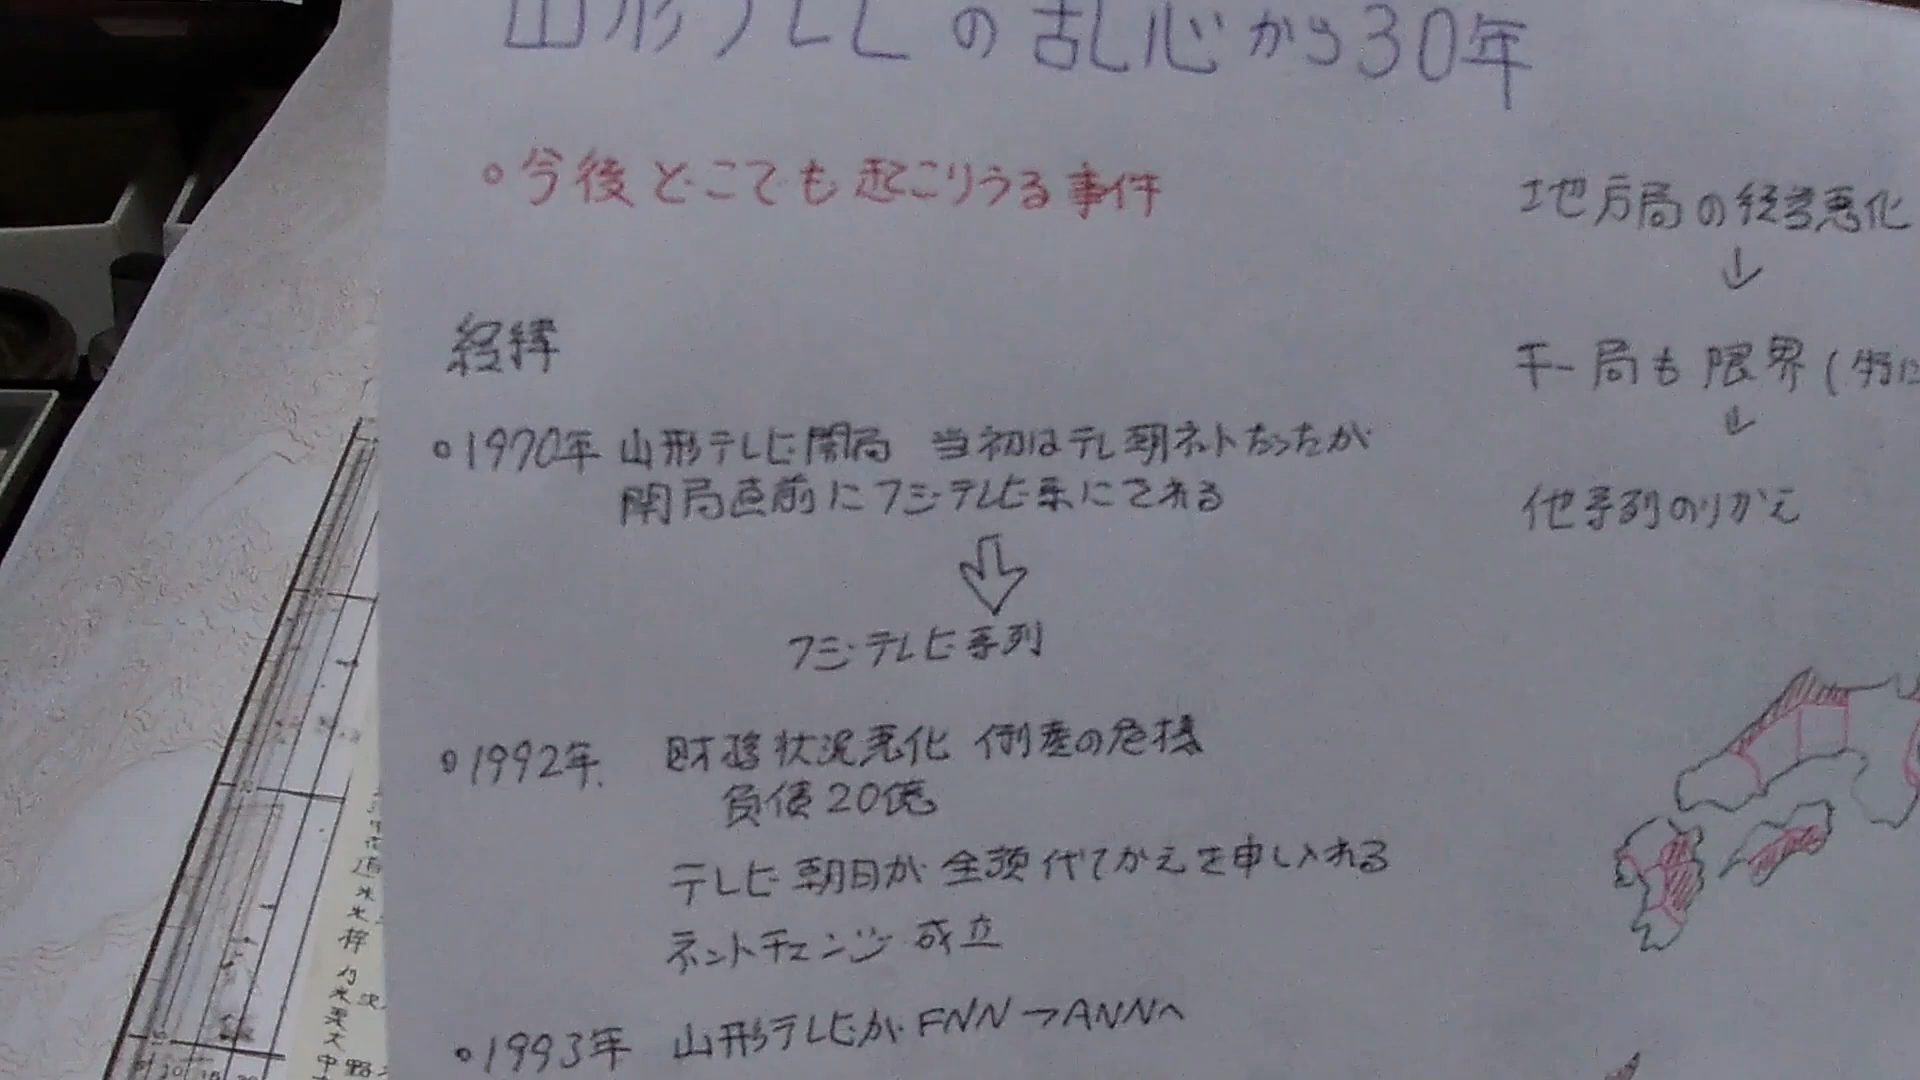 山形テレビの乱心から30年
○今後どこでも起こりうる事件
経緯
○1970年 山形テレビ開局 当初はテレ朝ネットだったが
開局直前にフジテレビ系にされる
フジテレビ系列
○1992年 財務状況悪化 倒産の危機
負債20億
テレビ朝日が全額立てかえを申し入れる
ネットチェンジ成立
○1993年 山形テレビがFNN→ANNへ
地方局の経営悪化
↓
キー局も限界(特に
↓
他系列のりかえ